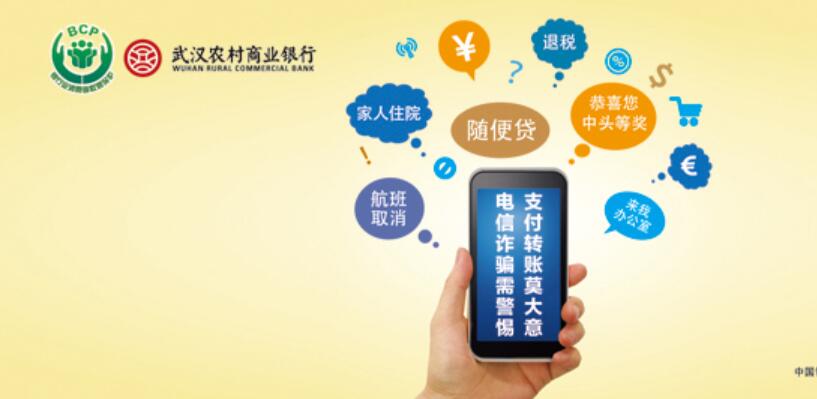 BCP
武汉农村商业银行
WUHAN RURAL COMMERCIAL BANK
¥
退税
?
%
$
家人住院
随便贷
恭喜您
中头等奖
!
€
航班
取消
来我
办公室
支付转账莫大意
电信诈骗需警惕
中国